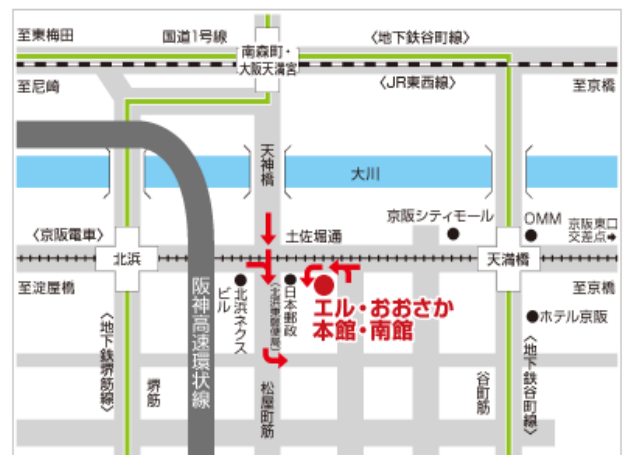 至東梅田
国道1号線
南森町・
大阪天満宮
〈地下鉄谷町線〉
至尼崎
〈JR東西線〉
至京橋
天神橋
大川
京阪シティモール
OMM
京阪東口
交差点➡
〈京阪電車〉
土佐堀通
北浜
天満橋
至淀屋橋
至京橋
阪神高速環状線
北浜ネクス
ビル
日本郵政
〈北浜東郵便局〉
エル・おおさか
本館・南館
ホテル京阪
〈地下鉄堺筋線〉
堺筋
松屋町筋
谷町筋
〈地下鉄谷町線〉